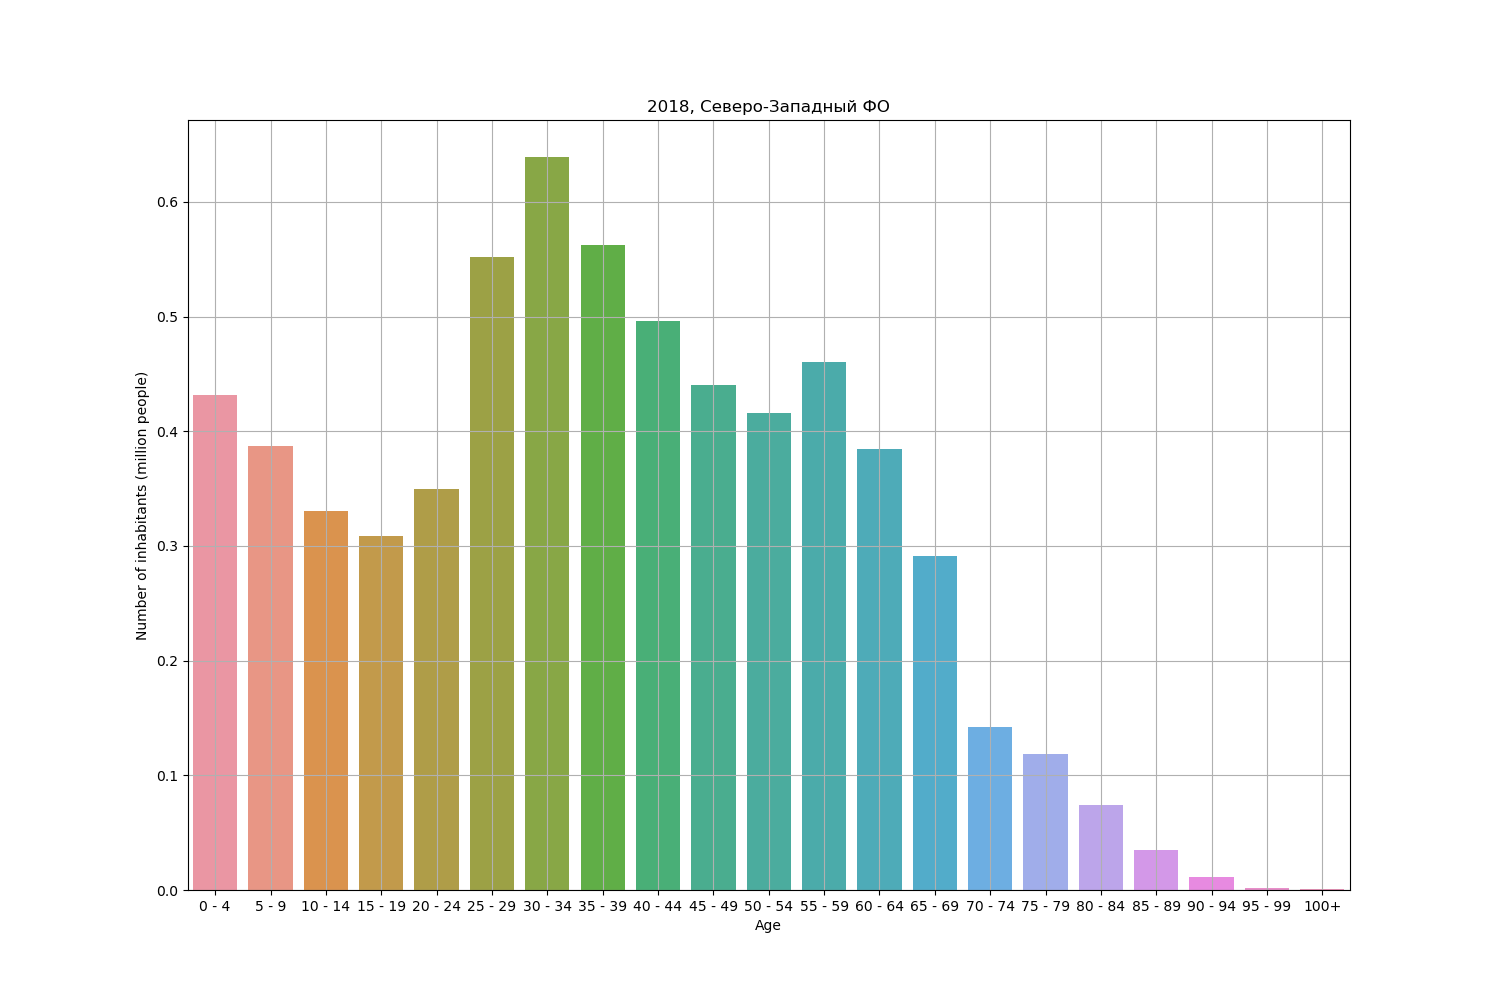 2018, Северо-Западный ФО
Number of inhabitants (million people)
0.6
0.5
0.4
0.3
0.2
0.1
0.0
0 - 4 5 - 9 10 - 14 15 - 19 20 - 24 25 - 29 30 - 34 35 - 39 40 - 44 45 - 49 50 - 54 55 - 59 60 - 64 65 - 69 70 - 74 75 - 79 80 - 84 85 - 89 90 - 94 95 - 99 100+
Age